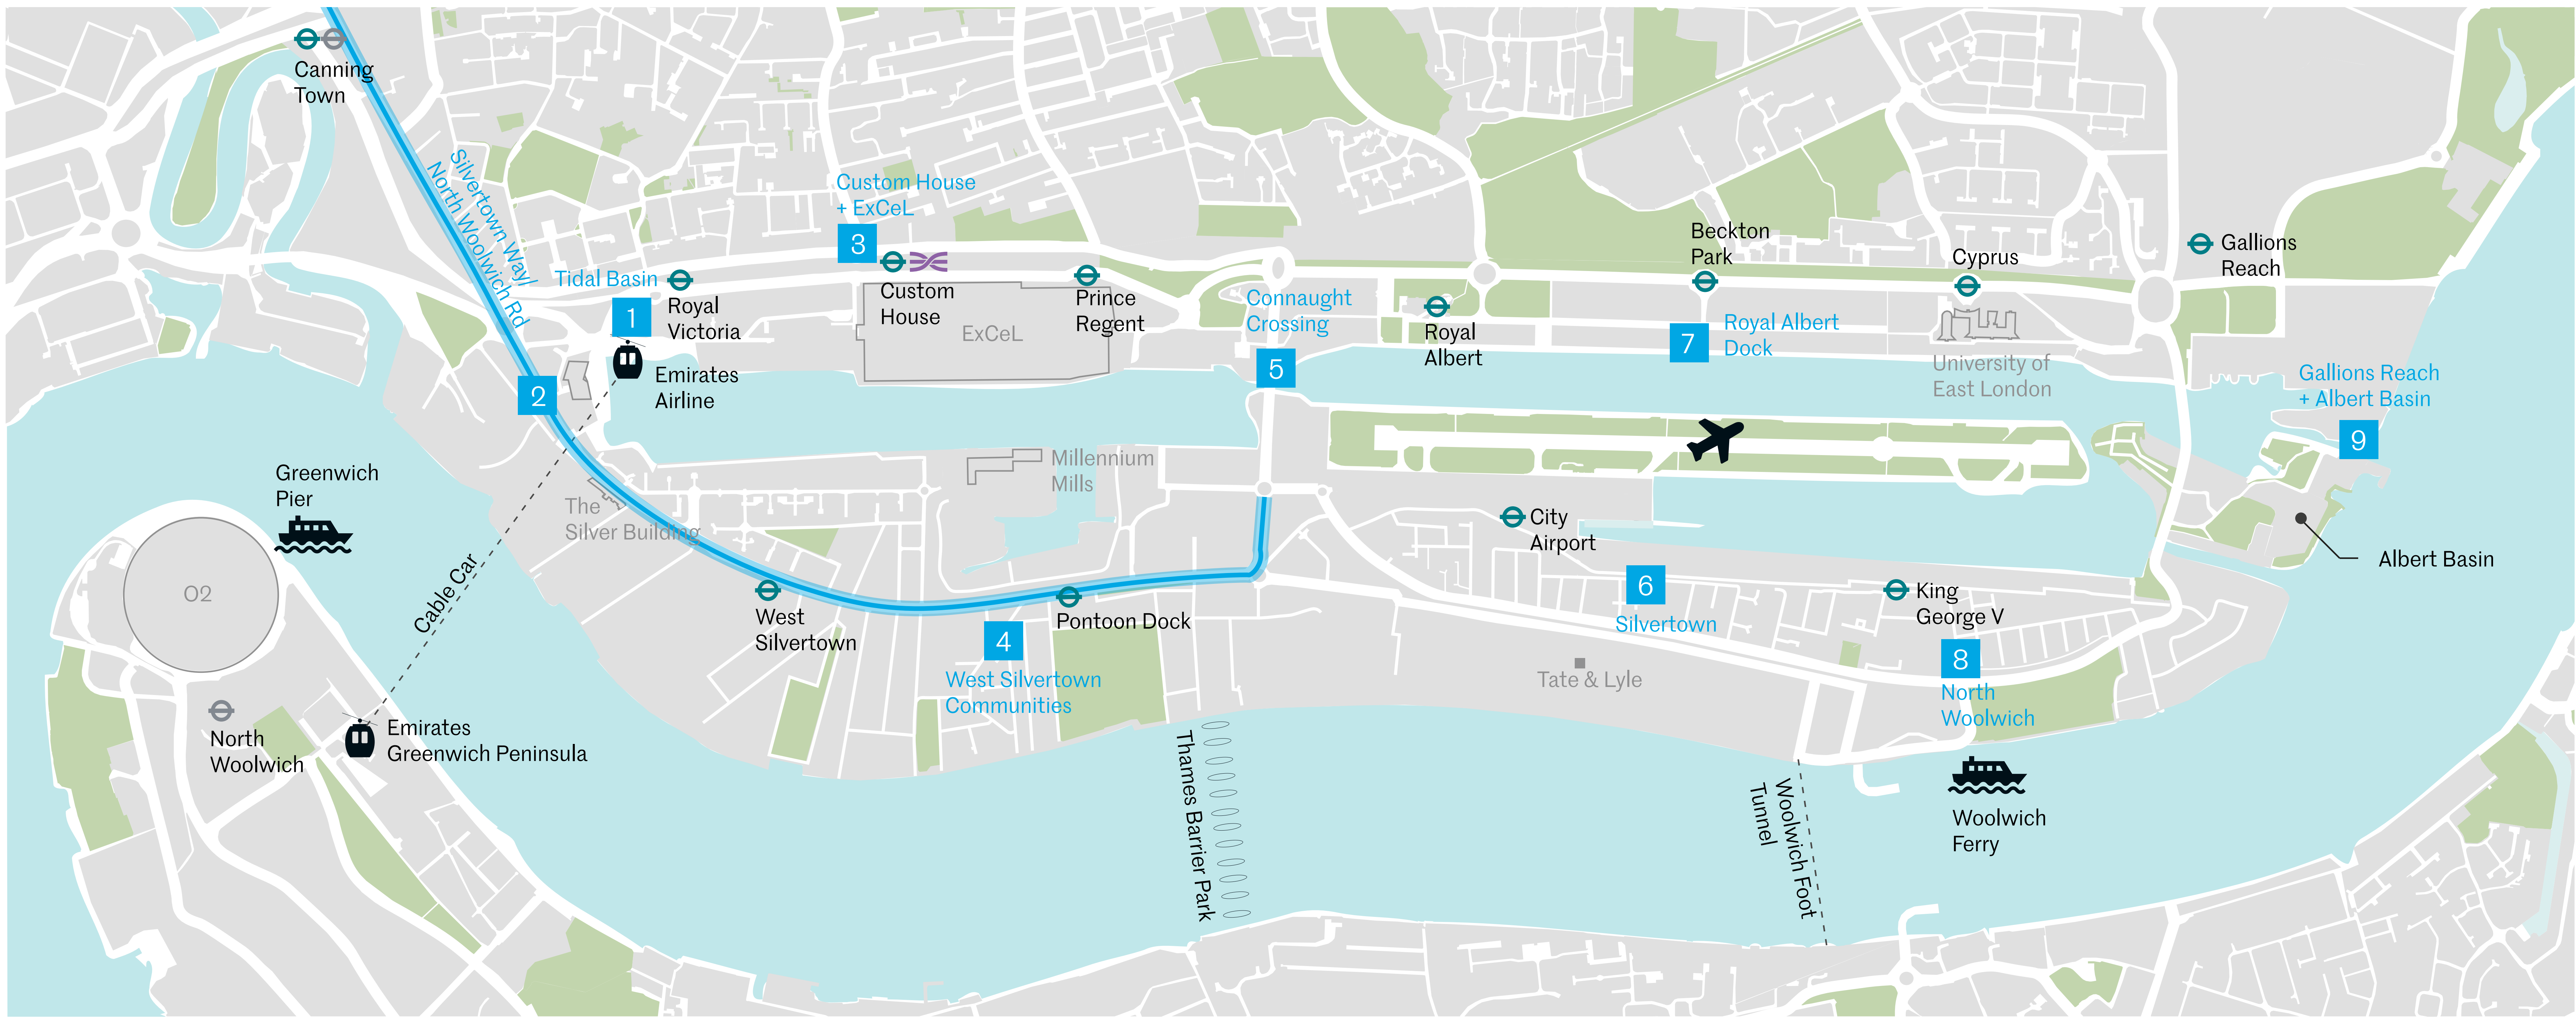 Canning
Town
Silvertown Way/
North Woolwich Rd
Custom House
+ ExCeL
3
Custom
House
Tidal Basin
1
Royal
Victoria
Emirates
Airline
2
ExCeL
Prince
Regent
Connaught
Crossing
5
Royal
Albert
Beckton
Park
7
Royal Albert
Dock
Cyprus
University of
East London
Gallions
Reach
Gallions Reach
+ Albert Basin
9
Albert Basin
Greenwich
Pier
O2
Cable Car
The
Silver Building
Millennium
Mills
West
Silvertown
4
West Silvertown
Communities
Pontoon Dock
City
Airport
6
Silvertown
Tate & Lyle
King
George V
8
North
Woolwich
North
Woolwich
Emirates
Greenwich Peninsula
Thames Barrier Park
Woolwich Foot
Tunnel
Woolwich
Ferry